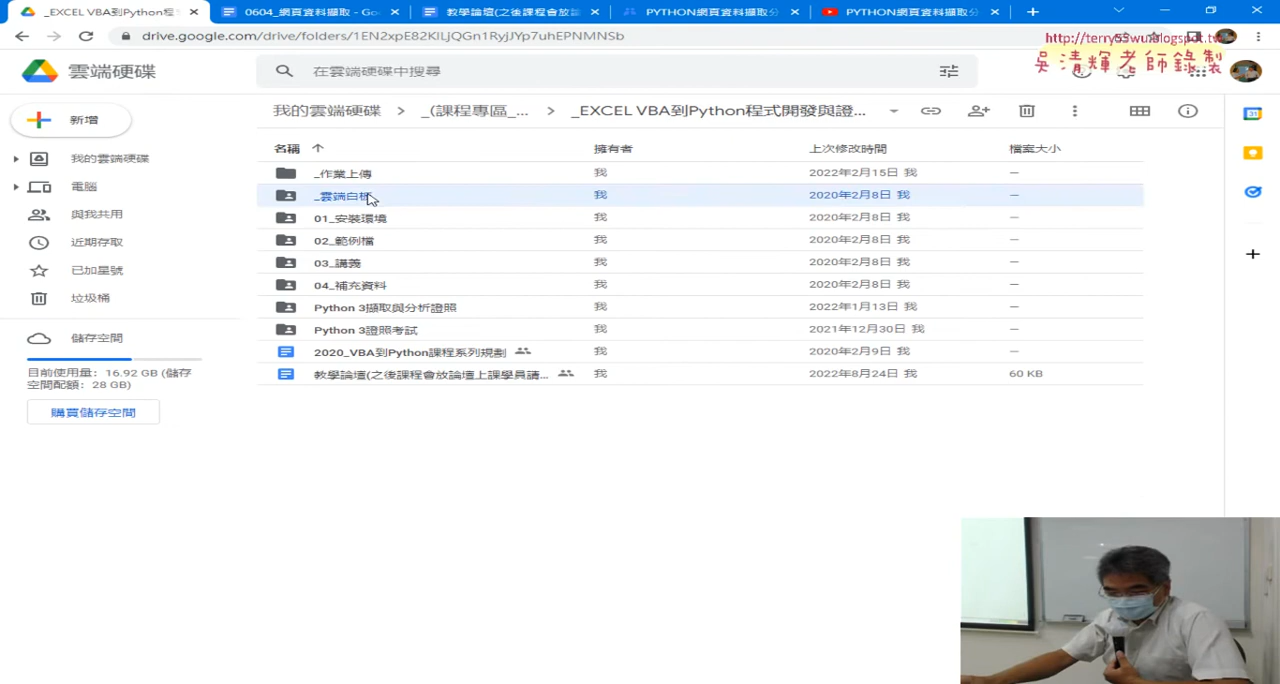 _EXCEL VBA到Python程
0604_網頁資料擷取 - Go
教學論壇(之後課程會放論
PYTHON網頁資料擷取分
PYTHON網頁資料擷取分
drive.google.com/drive/folders/1EN2xpE82KILJQGn1RyJJYp7uhEPNMNSb
http://terry55wu.blogspot.tw
吳清輝老師錄製
雲端硬碟
在雲端硬碟中搜尋
新增
我的雲端硬碟 > _(課程專區_... > _EXCEL VBA到Python程式開發與證...
名稱 擁有者 上次修改時間 檔案大小
我的雲端硬碟
電腦
與我共用
近期存取
已加星號
垃圾桶
儲存空間
目前使用量: 16.92 GB (儲存
空間配額: 28 GB)
購買儲存空間
_作業上傳 我 2022年2月15日 我 —
_雲端白板 我 2020年2月8日 我 —
01_安裝環境 我 2020年2月8日 我 —
02_範例檔 我 2020年2月8日 我 —
03_講義 我 2020年2月8日 我 —
04_補充資料 我 2020年2月8日 我 —
Python 3擷取與分析證照 我 2022年1月13日 我 —
Python 3證照考試 我 2021年12月30日 我 —
2020_VBA到Python課程系列規劃 我 2020年2月9日 我 —
教學論壇(之後課程會放論壇上課學員請... 我 2022年8月24日 我 60 KB
31